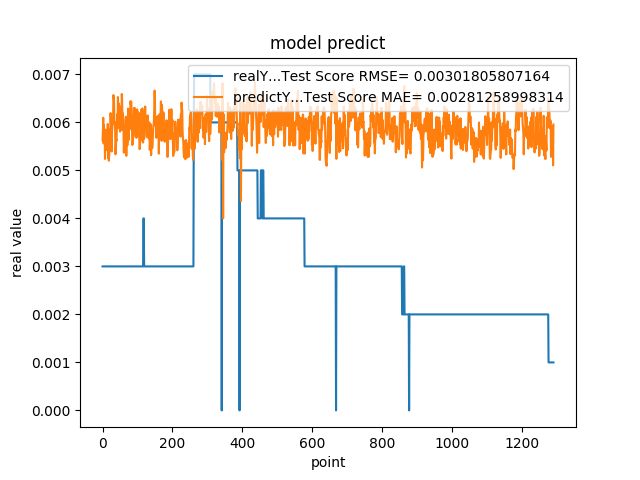 model predict
realY...Test Score RMSE= 0.00301805807164
predictY...Test Score MAE= 0.00281258998314
0.007
0.006
0.005
0.004
0.003
0.002
0.001
0.000
real value
0 200 400 600 800 1000 1200
point